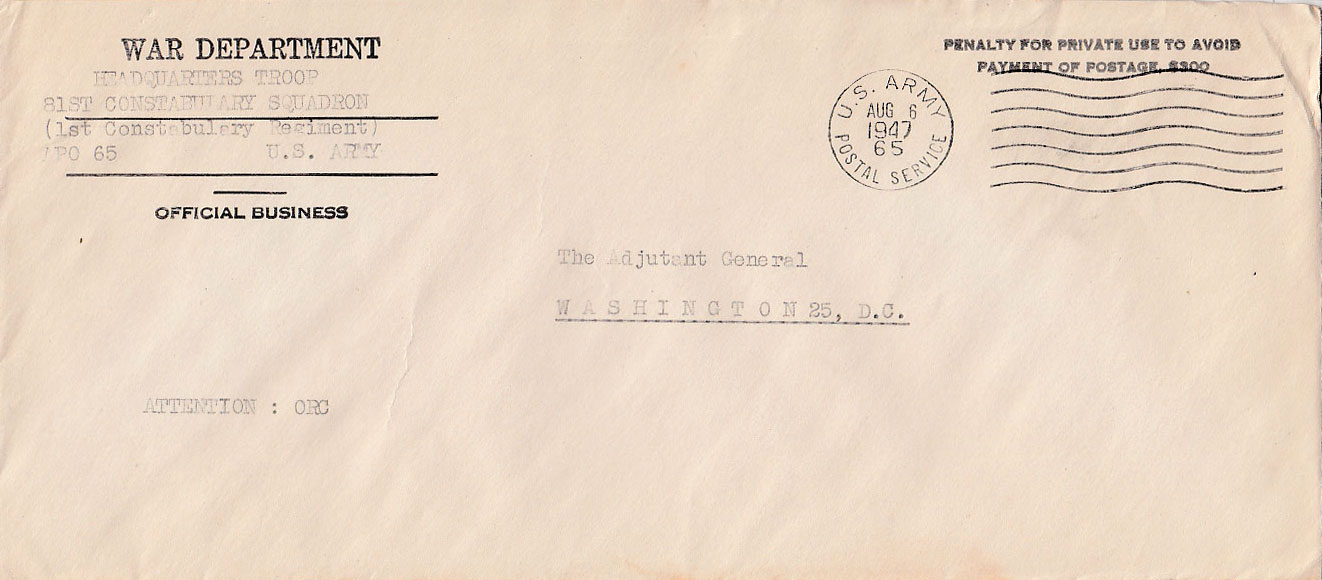 WAR DEPARTMENT
HEADQUARTERS TROOP
81ST CONSTABULARY SQUADRON
(1st Constabulary Regiment)
APO 65 U.S. ARMY
OFFICIAL BUSINESS
PENALTY FOR PRIVATE USE TO AVOID
PAYMENT OF POSTAGE, $300
U.S. ARMY
AUG 6
1947
65
POSTAL SERVICE
The Adjutant General
W A S H I N G T O N 25, D.C.
ATTENTION : ORC